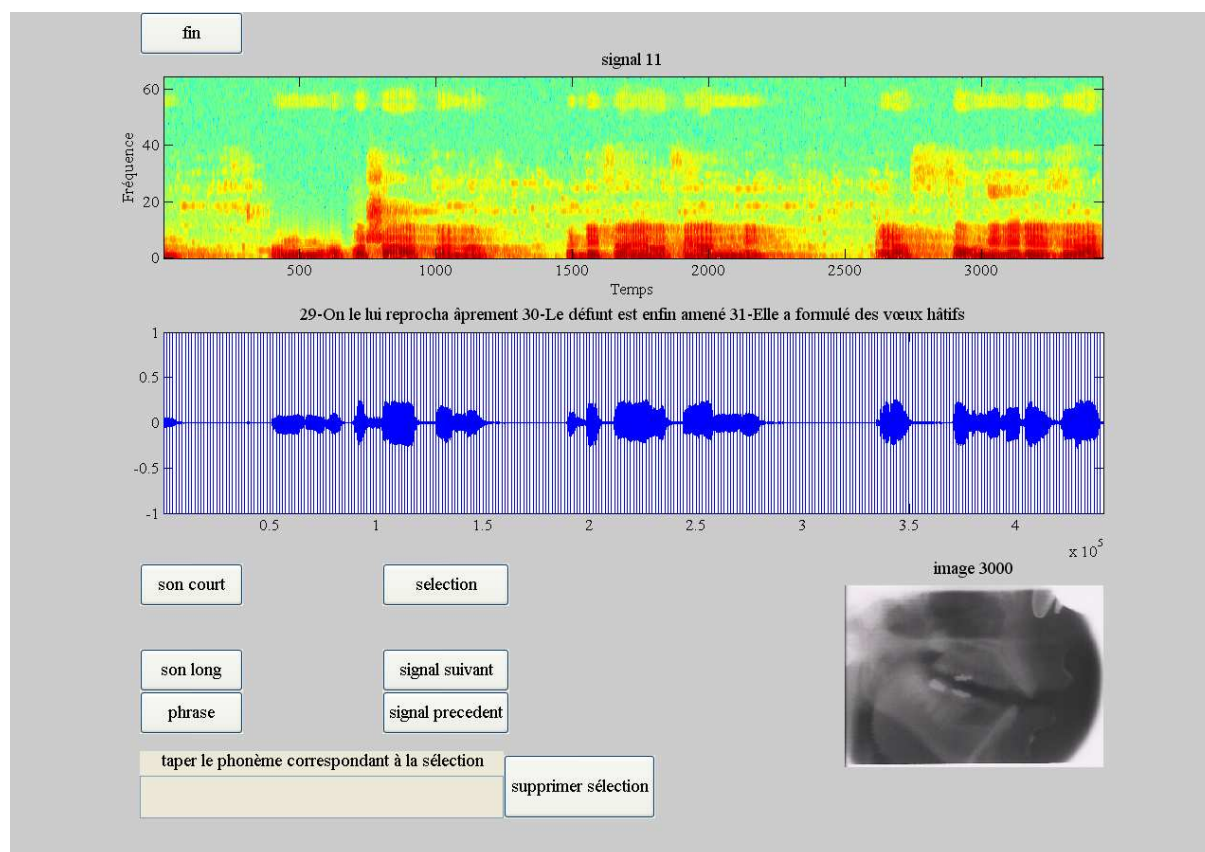 fin
signal 11
60
40
20
0
Fréquence
500 1000 1500 2000 2500 3000
Temps
29-On le lui reprocha âprement 30-Le défunt est enfin amené 31-Elle a formulé des vœux hâtifs
1
0.5
0
-0.5
-1
0.5 1 1.5 2 2.5 3 3.5 4
x 10^5
image 3000
son court
selection
son long
signal suivant
phrase
signal precedent
taper le phonème correspondant à la sélection
supprimer sélection